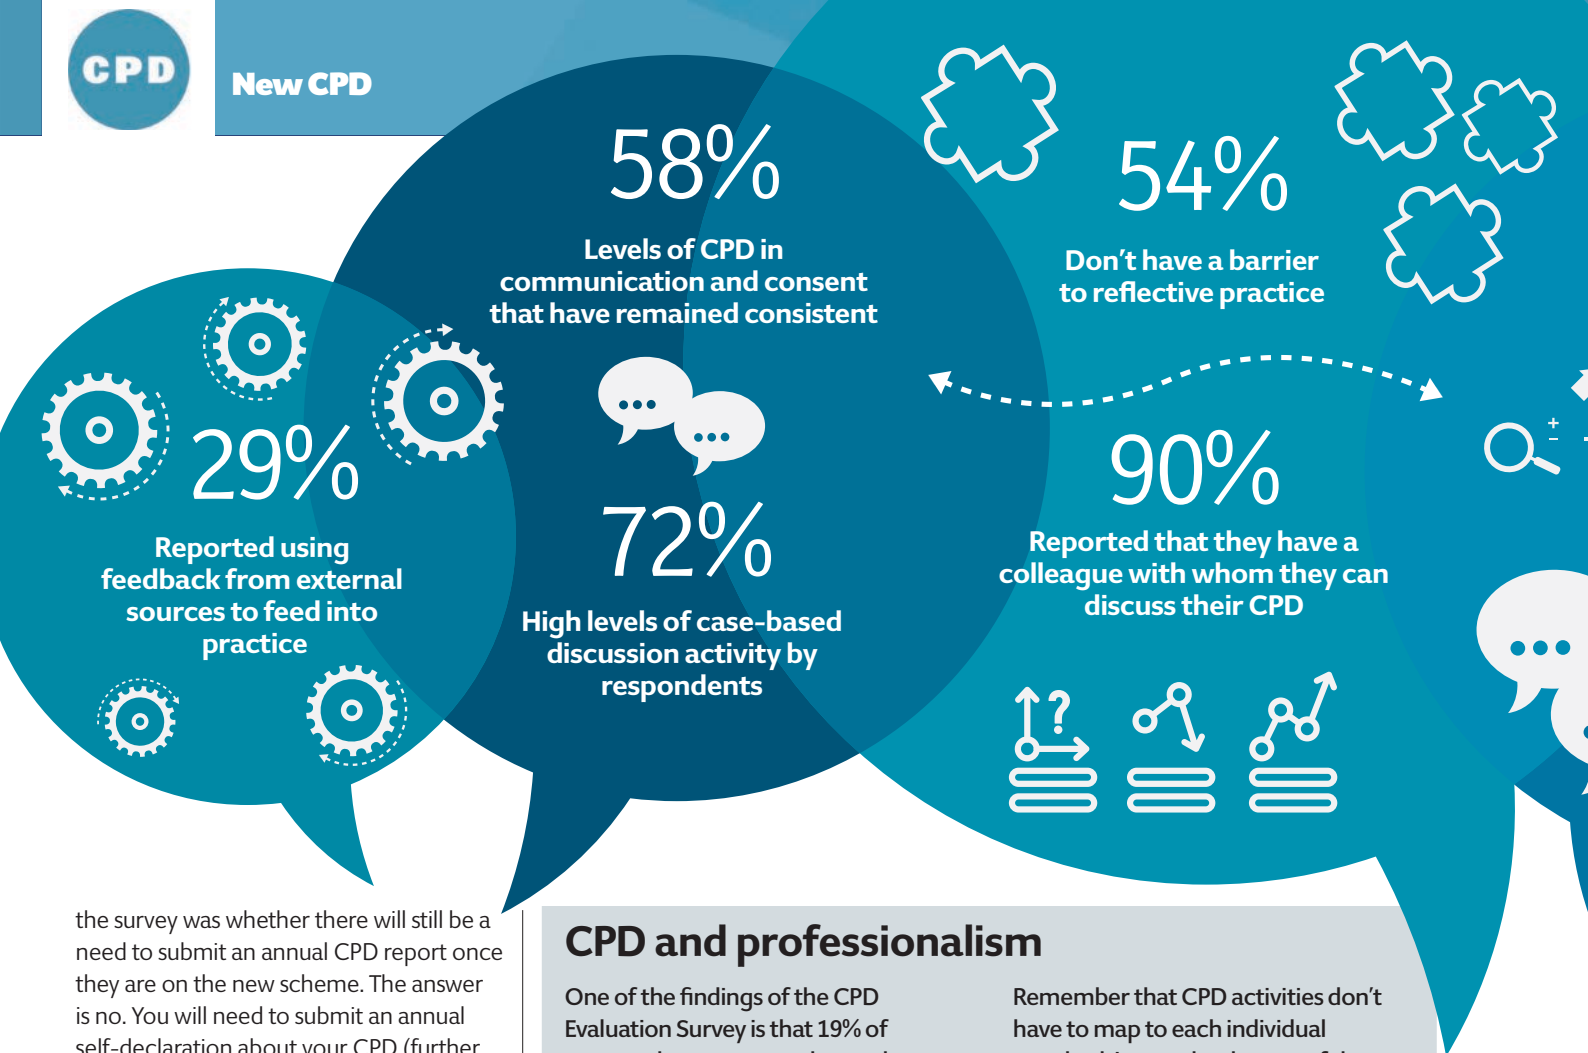 CPD
New CPD
58%
Levels of CPD in
communication and consent
that have remained consistent
54%
Don't have a barrier
to reflective practice
29%
Reported using
feedback from external
sources to feed into
practice
72%
High levels of case-based
discussion activity by
respondents
90%
Reported that they have a
colleague with whom they can
discuss their CPD
?
the survey was whether there will still be a
need to submit an annual CPD report once
they are on the new scheme. The answer
is no. You will need to submit an annual
self-declaration about your CPD (further
CPD and professionalism
One of the findings of the CPD
Evaluation Survey is that 19% of
Remember that CPD activities don't
have to map to each individual